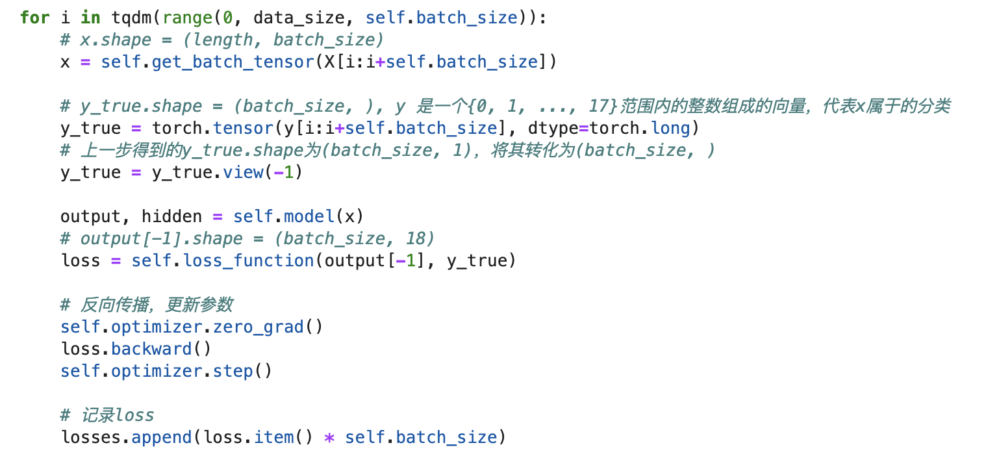 for i in tqdm(range(0, data_size, self.batch_size)):
    # x.shape = (length, batch_size)
    x = self.get_batch_tensor(X[i:i+self.batch_size])

    # y_true.shape = (batch_size, ), y 是一个{0, 1, ..., 17}范围内的整数组成的向量，代表x属于的分类
    y_true = torch.tensor(y[i:i+self.batch_size], dtype=torch.long)
    # 上一步得到的y_true.shape为(batch_size, 1)，将其转化为(batch_size, )
    y_true = y_true.view(-1)

    output, hidden = self.model(x)
    # output[-1].shape = (batch_size, 18)
    loss = self.loss_function(output[-1], y_true)

    # 反向传播，更新参数
    self.optimizer.zero_grad()
    loss.backward()
    self.optimizer.step()

    # 记录loss
    losses.append(loss.item() * self.batch_size)